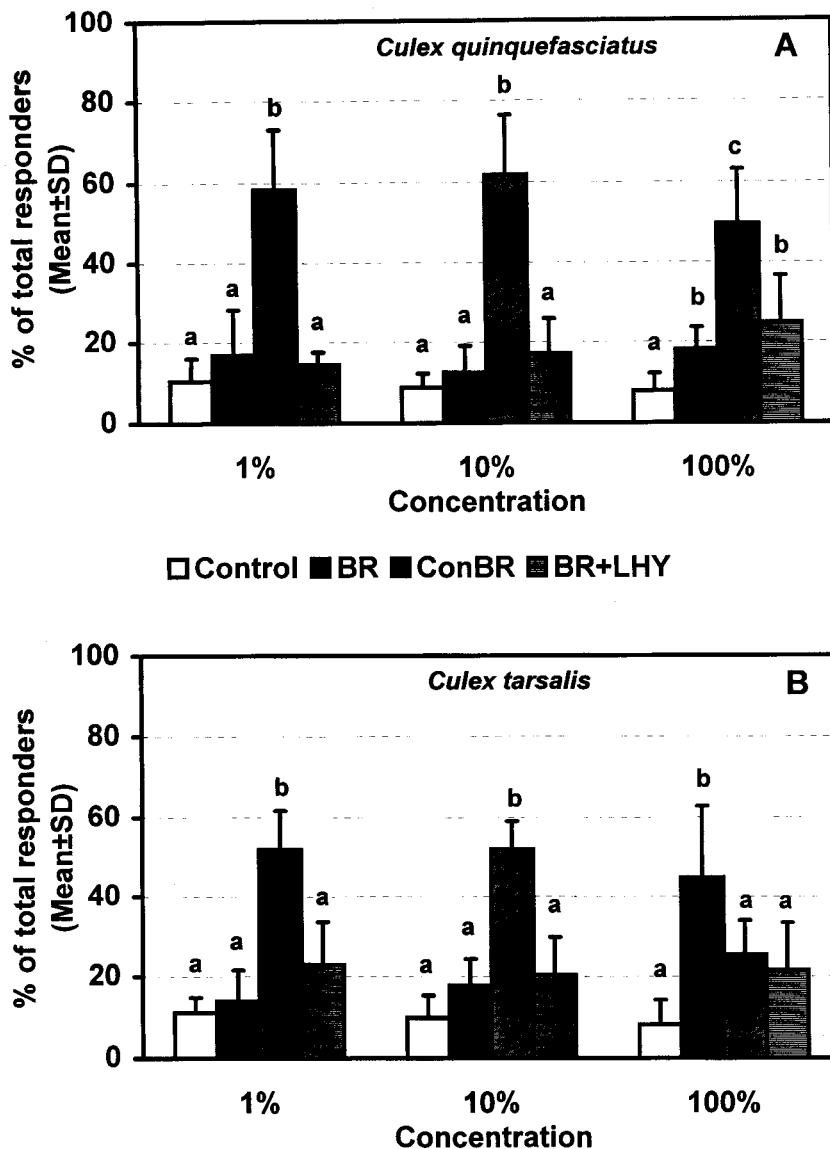 Culex quinquefasciatus A
% of total responders
(Mean±SD)
100
80
60
40
20
0
a a b a
a a b a
a b c b
1% 10% 100%
Concentration
Control BR ConBR BR+LHY
Culex tarsalis B
% of total responders
(Mean±SD)
100
80
60
40
20
0
a a b a
a a b a
a b a a
1% 10% 100%
Concentration